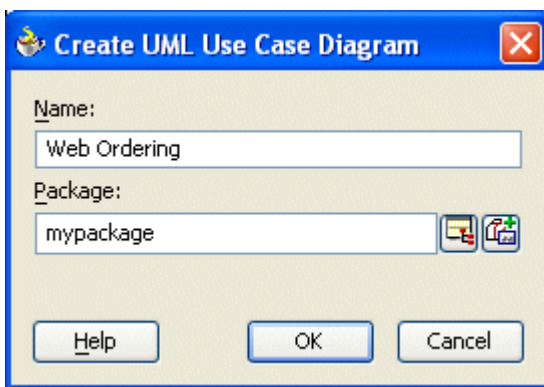 Create UML Use Case Diagram
Name:
Web Ordering
Package:
mypackage
Help
OK
Cancel